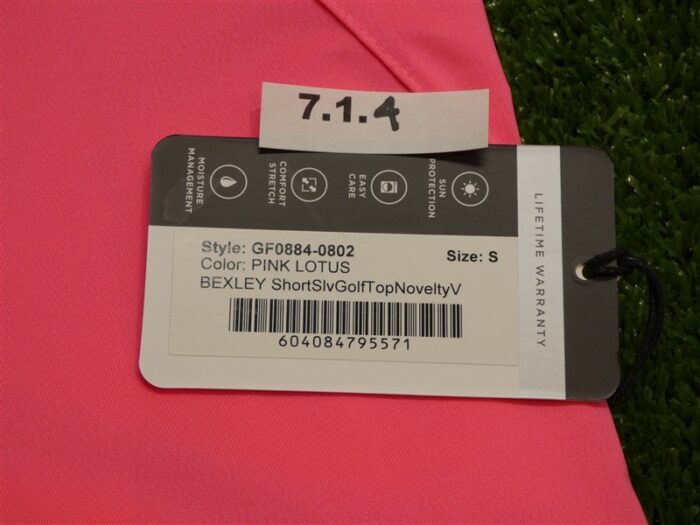 7.1.4
MOISTURE
MANAGEMENT
COMFORT
STRETCH
EASY
CARE
SUN
PROTECTION
LIFETIME WARRANTY
Style: GF0884-0802
Size: S
Color: PINK LOTUS
BEXLEY ShortSlvGolfTopNoveltyV
604084795571